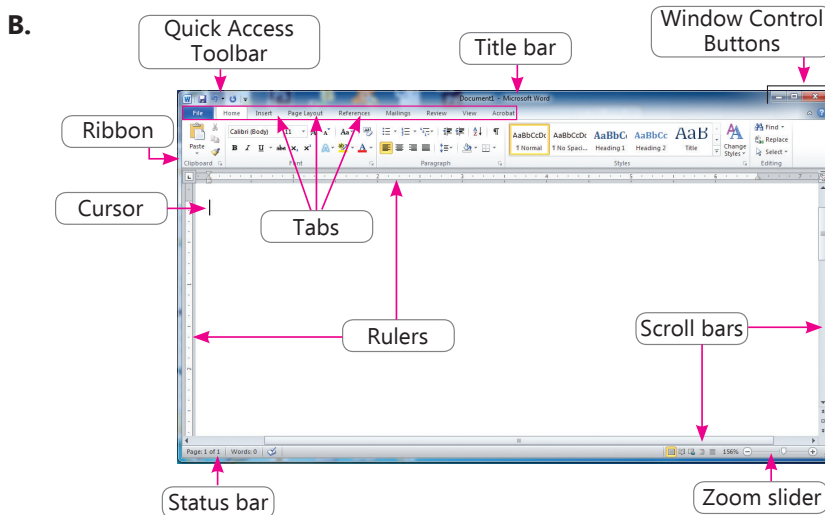 B.
Quick Access
Toolbar
Title bar
Window Control
Buttons
Document1 - Microsoft Word
File Home Insert Page Layout References Mailings Review View Acrobat
Ribbon
Paste
Calibri (Body) 11
AaBbCcDc AaBbCcDc AaBbC AaBbCc AaB
Change
Styles
Find
Replace
Select
B I U abc x₂ x²
¶ Normal ¶ No Spaci... Heading 1 Heading 2 Title
Clipboard Font Paragraph Styles Editing
Cursor
Tabs
Rulers
Scroll bars
Page: 1 of 1 Words: 0 156%
Status bar
Zoom slider